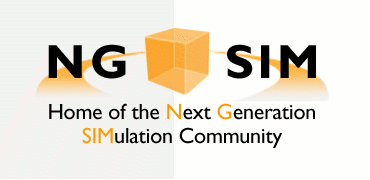 NG SIM
Home of the Next Generation
SIMulation Community